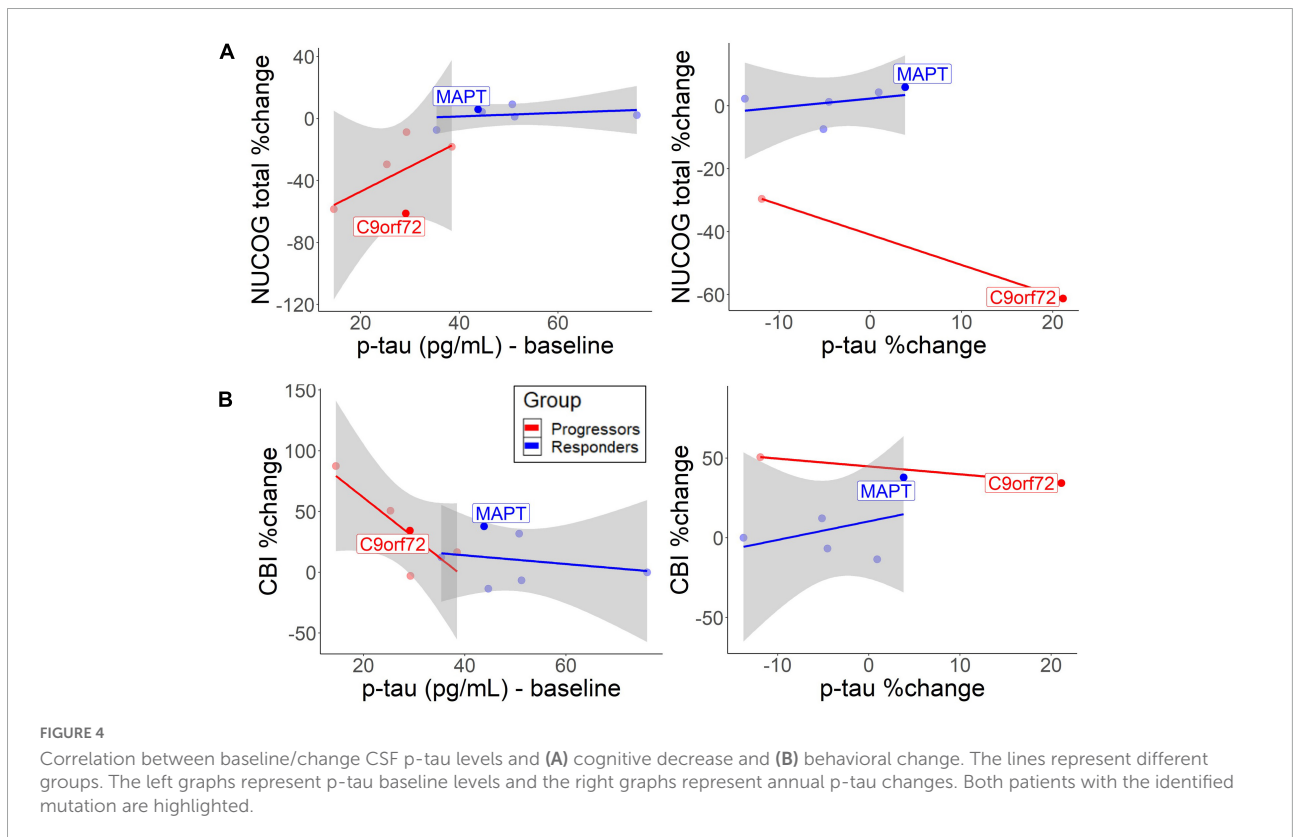 A
NUCOG total %change
40
0
-40
-80
-120
MAPT
C9orf72
20
40
60
p-tau (pg/mL) - baseline
NUCOG total %change
0
-20
-40
-60
MAPT
C9orf72
-10
0
10
20
p-tau %change
B
CBI %change
150
100
50
0
-50
Group
Progressors
Responders
MAPT
C9orf72
20
40
60
p-tau (pg/mL) - baseline
CBI %change
50
0
-50
MAPT
C9orf72
-10
0
10
20
p-tau %change
FIGURE 4
Correlation between baseline/change CSF p-tau levels and (A) cognitive decrease and (B) behavioral change. The lines represent different
groups. The left graphs represent p-tau baseline levels and the right graphs represent annual p-tau changes. Both patients with the identified
mutation are highlighted.